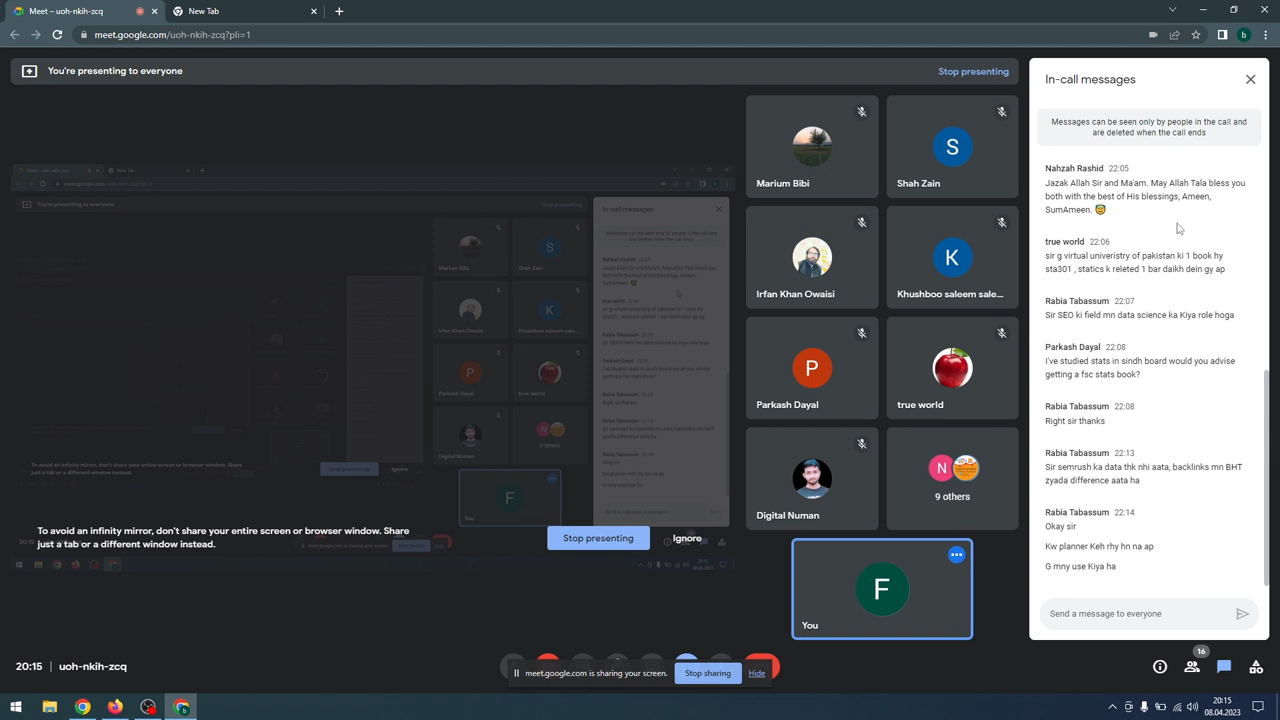 Meet – uoh-nkih-zcq
New Tab
meet.google.com/uoh-nkih-zcq?pli=1
b
You're presenting to everyone
Stop presenting
Marium Bibi
S
Shah Zain
Irfan Khan Owaisi
K
Khushboo saleem sale...
P
Parkash Dayal
true world
Digital Numan
N
9 others
F
You
To avoid an infinity mirror, don't share your entire screen or browser window. Share
just a tab or a different window instead.
Stop presenting
Ignore
In-call messages
Messages can be seen only by people in the call and
are deleted when the call ends
Nahzah Rashid 22:05
Jazak Allah Sir and Ma'am. May Allah Tala bless you
both with the best of His blessings, Ameen,
SumAmeen. 😇
true world 22:06
sir g virtual univeristry of pakistan ki 1 book hy
sta301 , statics k releted 1 bar daikh dein gy ap
Rabia Tabassum 22:07
Sir SEO ki field mn data science ka Kiya role hoga
Parkash Dayal 22:08
I've studied stats in sindh board would you advise
getting a fsc stats book?
Rabia Tabassum 22:08
Right sir thanks
Rabia Tabassum 22:13
Sir semrush ka data thk nhi aata, backlinks mn BHT
zyada difference aata ha
Rabia Tabassum 22:14
Okay sir
Kw planner Keh rhy hn na ap
G mny use Kiya ha
Send a message to everyone
20:15 | uoh-nkih-zcq
meet.google.com is sharing your screen.
Stop sharing
Hide
16
20:15
08.04.2023